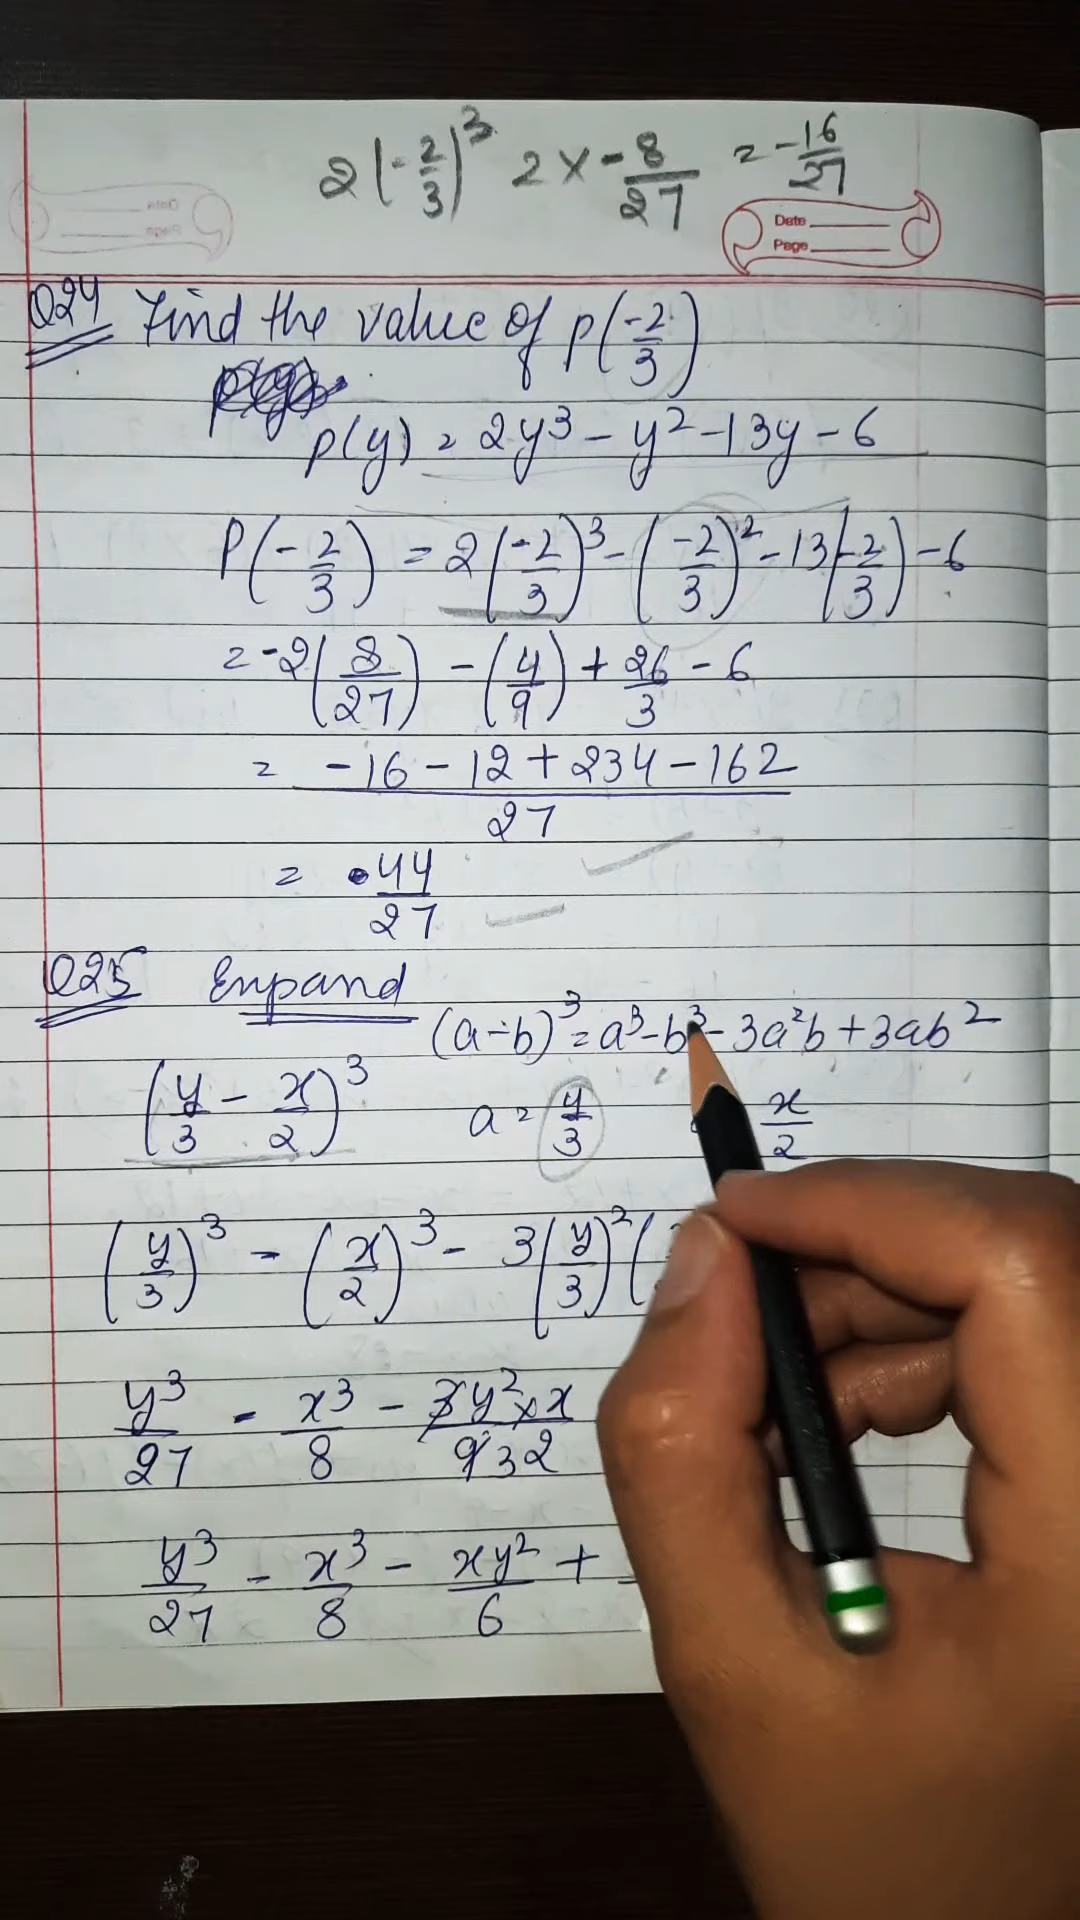 2(-2/3)^3 2 × -8/27 = -16/27
Date
Page
Q24 Find the value of p(-2/3)
p(y) = 2y^3 - y^2 - 13y - 6
P(-2/3) = 2(-2/3)^3 - (-2/3)^2 - 13(-2/3) - 6
= -2(8/27) - (4/9) + 26/3 - 6
= (-16 - 12 + 234 - 162)/27
= 44/27
Q25 Expand
(a-b)^3 = a^3 - b^3 - 3a^2b + 3ab^2
(y/3 - x/2)^3 a = y/3 x/2
(y/3)^3 - (x/2)^3 - 3(y/3)^2(
y^3/27 - x^3/8 - 3y^2/9 3 × x/2
y^3/27 - x^3/8 - xy^2/6 +